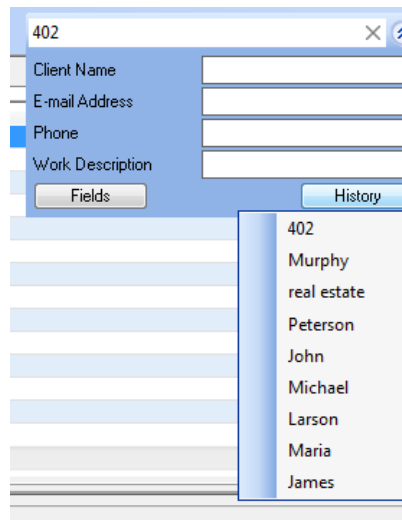 402
Client Name
E-mail Address
Phone
Work Description
Fields History
402
Murphy
real estate
Peterson
John
Michael
Larson
Maria
James